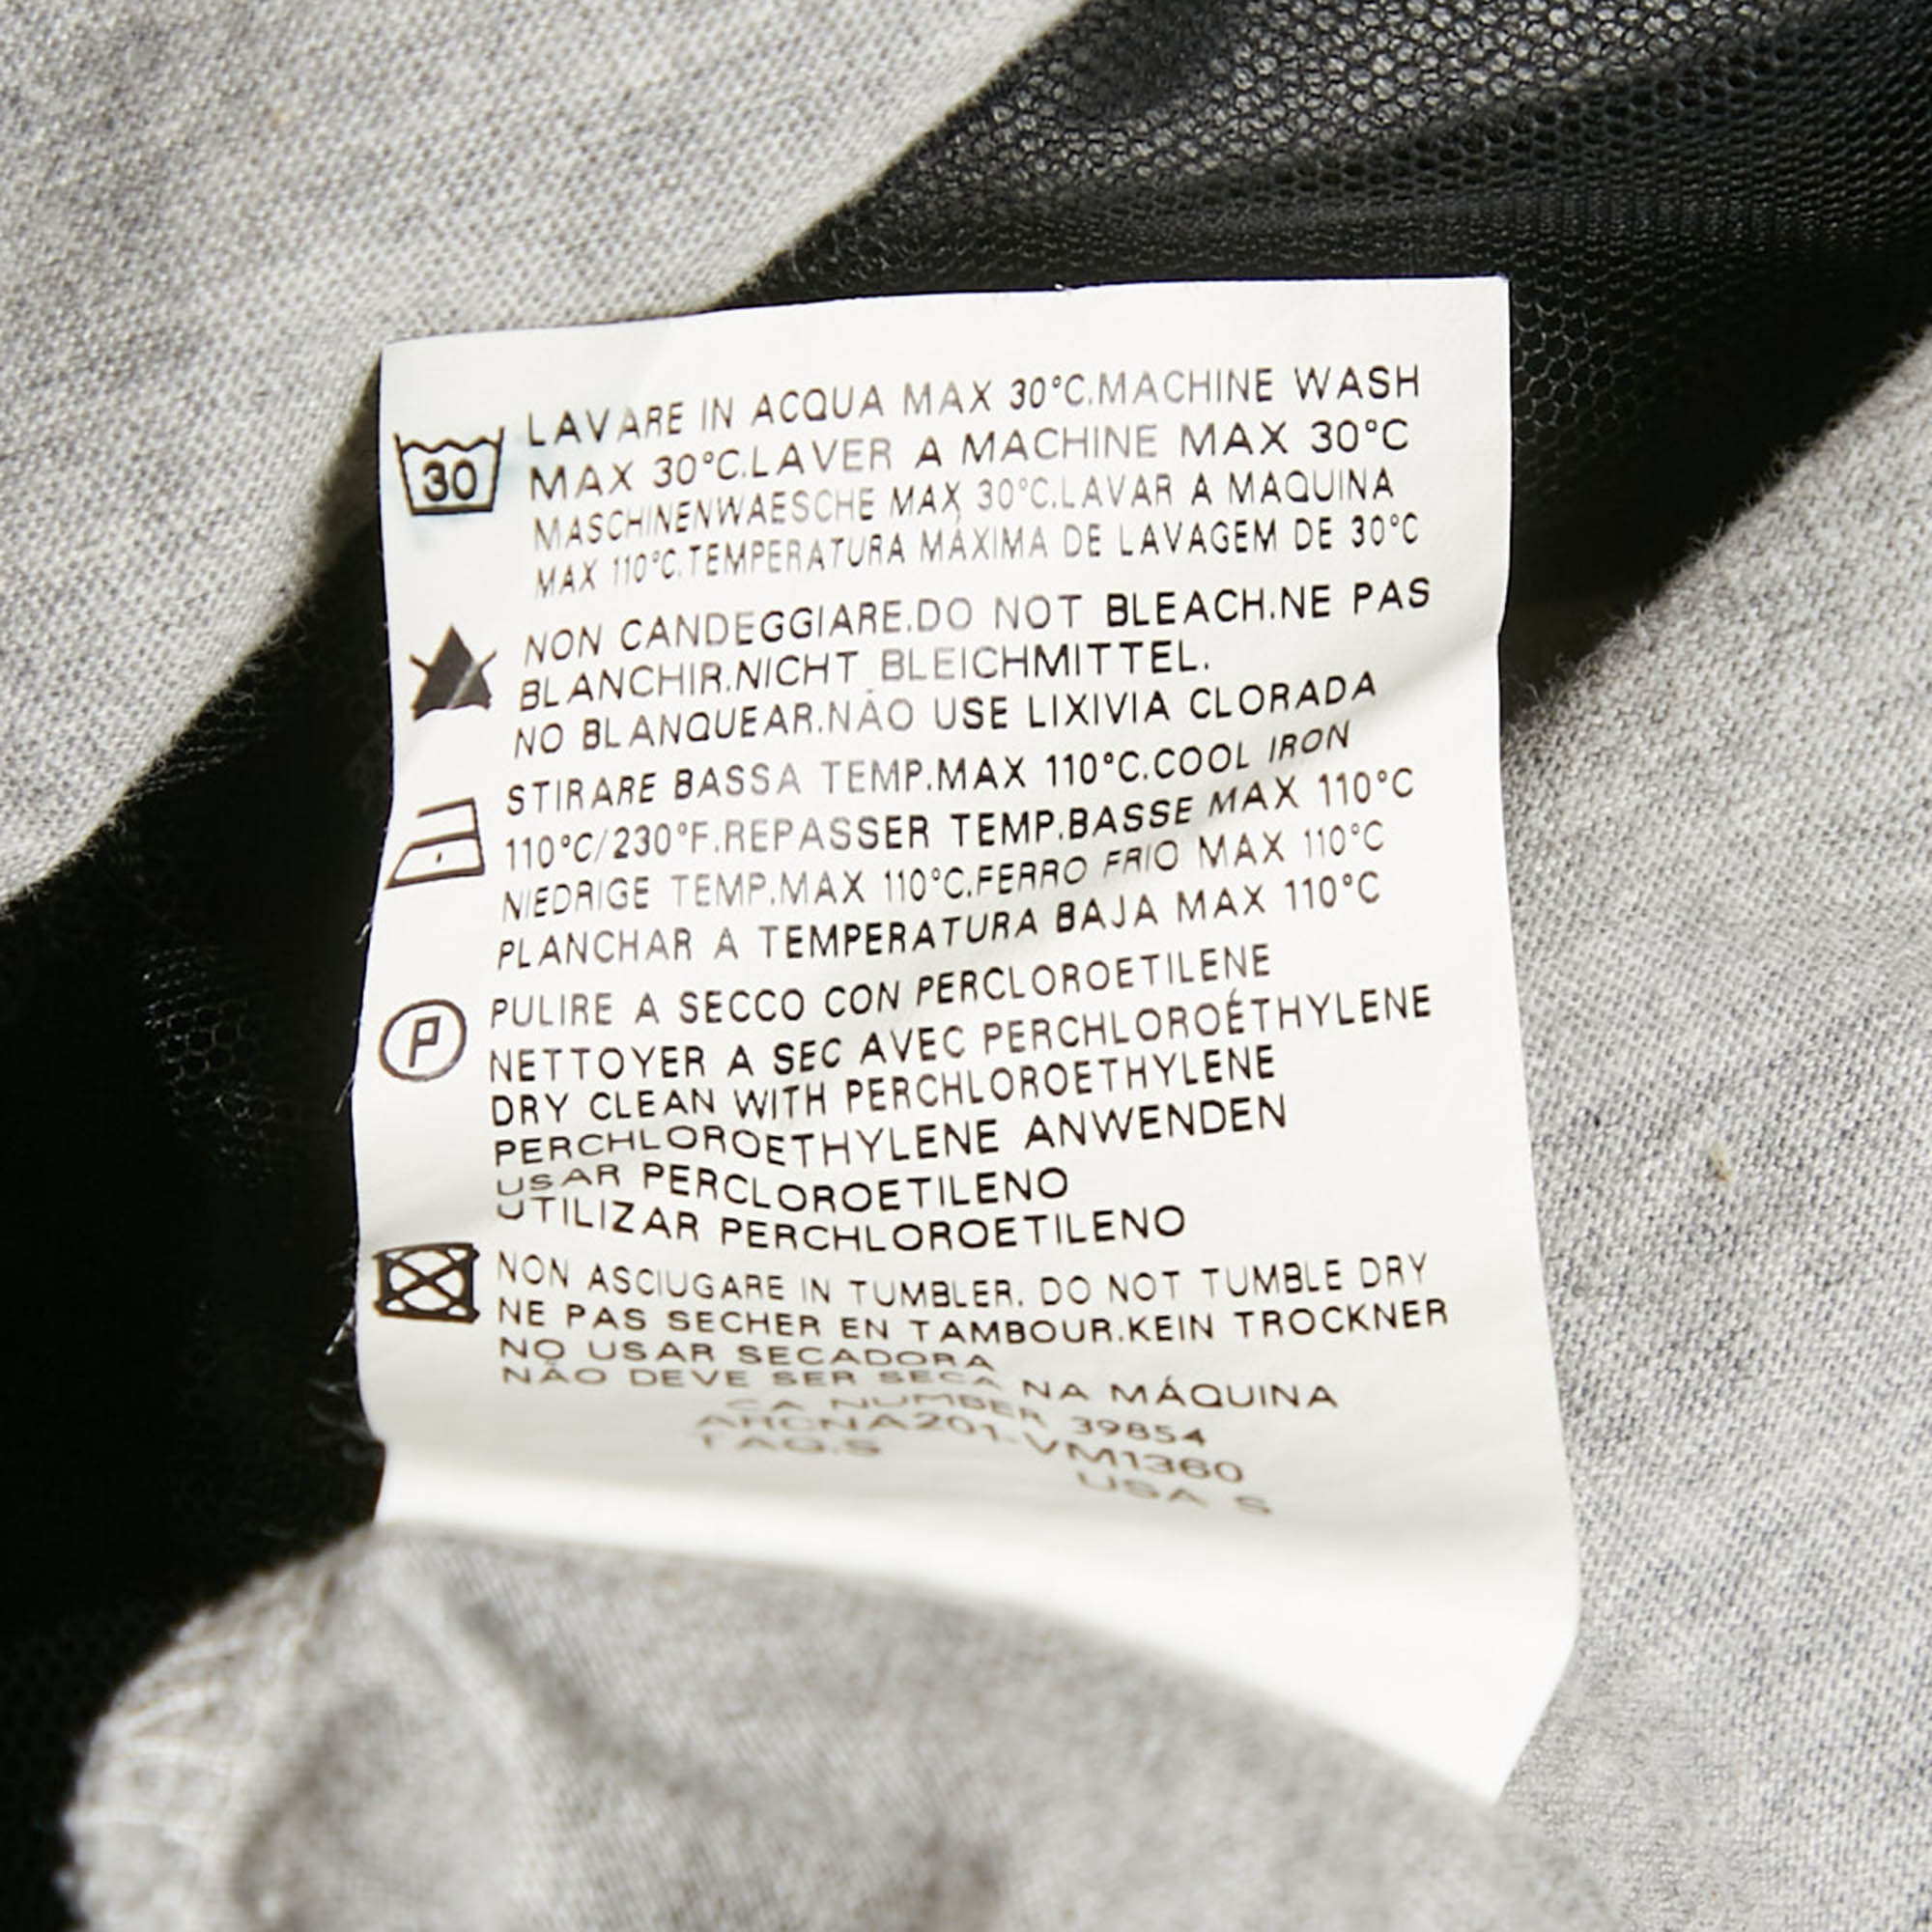 LAVARE IN ACQUA MAX 30°C.MACHINE WASH
30 MAX 30°C.LAVER A MACHINE MAX 30°C
MASCHINENWAESCHE MAX 30°C.LAVAR A MAQUINA
MAX 110°C.TEMPERATURA MÁXIMA DE LAVAGEM DE 30°C
NON CANDEGGIARE.DO NOT BLEACH.NE PAS
BLANCHIR.NICHT BLEICHMITTEL.
NO BLANQUEAR.NÃO USE LIXIVIA CLORADA
STIRARE BASSA TEMP.MAX 110°C.COOL IRON
110°C/230°F.REPASSER TEMP.BASSE MAX 110°C
NIEDRIGE TEMP.MAX 110°C.FERRO FRIO MAX 110°C
PLANCHAR A TEMPERATURA BAJA MAX 110°C
PULIRE A SECCO CON PERCLOROETILENE
P NETTOYER A SEC AVEC PERCHLOROÉTHYLENE
DRY CLEAN WITH PERCHLOROETHYLENE
PERCHLOROETHYLENE ANWENDEN
USAR PERCLOROETILENO
UTILIZAR PERCHLOROETILENO
NON ASCIUGARE IN TUMBLER. DO NOT TUMBLE DRY
NE PAS SECHER EN TAMBOUR.KEIN TROCKNER
NO USAR SECADORA
NÃO DEVE SER SECA NA MÁQUINA
CA NUMBER 39854
VM1360
USA S